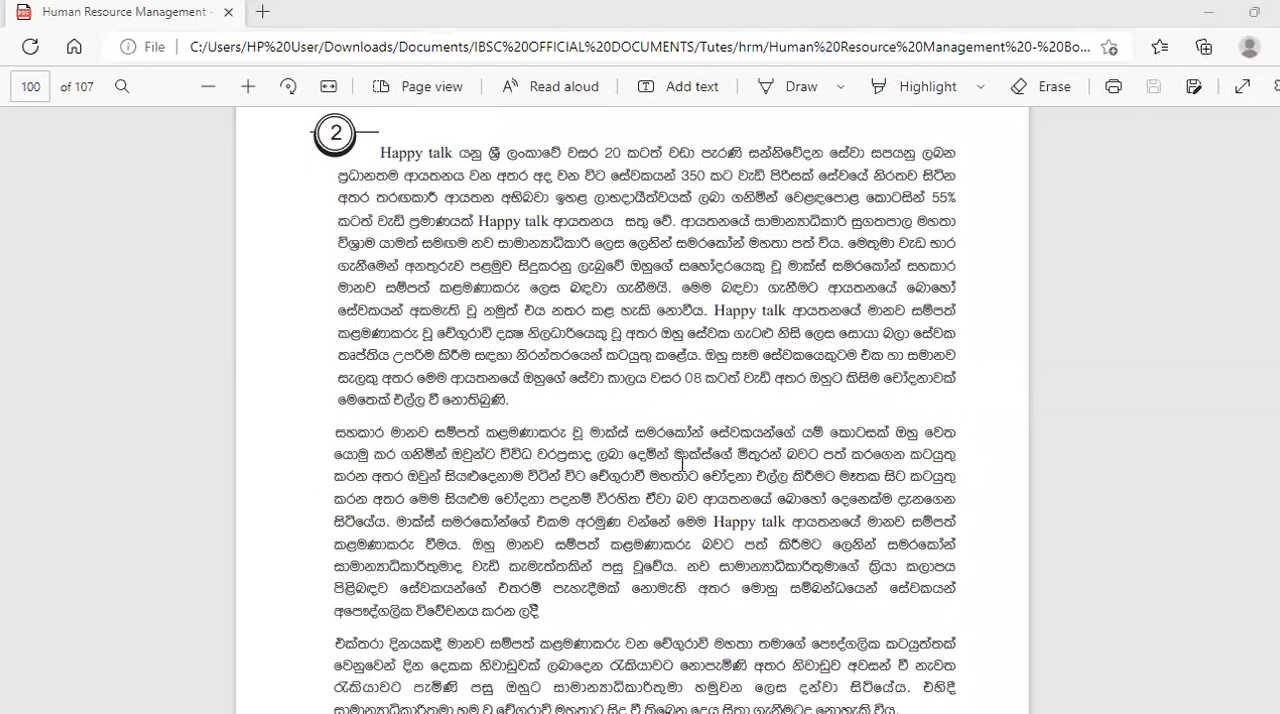 Human Resource Management -
File C:/Users/HP%20User/Downloads/Documents/IBSC%20OFFICIAL%20DOCUMENTS/Tutes/hrm/Human%20Resource%20Management%20-%20Bo...
100 of 107 Page view Read aloud Add text Draw Highlight Erase
2
Happy talk යනු ශ්‍රී ලංකාවේ වසර 20 කටත් වඩා පැරණි සන්නිවේදන සේවා සපයනු ලබන
ප්‍රධානතම ආයතනය වන අතර අද වන විට සේවකයන් 350 කට වැඩි පිරිසක් සේවයේ නිරතව සිටින
අතර තරඟකාරී ආයතන අභිබවා ඉහළ ලාභදායීත්වයක් ලබා ගනිමින් වෙළඳපොළ කොටසින් 55%
කටත් වැඩි ප්‍රමාණයක් Happy talk ආයතනය සතු වේ. ආයතනයේ සාමාන්‍යාධිකාරී සුගතපාල මහතා
විශ්‍රාම යාමත් සමඟම නව සාමාන්‍යාධිකාරී ලෙස ලෙනින් සමරකෝන් මහතා පත් විය. මෙතුමා වැඩ භාර
ගැනීමෙන් අනතුරුව පළමුව සිදුකරනු ලැබුවේ ඔහුගේ සහෝදරයෙකු වූ මාක්ස් සමරකෝන් සහකාර
මානව සම්පත් කළමණාකරු ලෙස බඳවා ගැනීමයි. මෙම බඳවා ගැනීමට ආයතනයේ බොහෝ
සේවකයන් අකමැති වූ නමුත් එය නතර කළ හැකි නොවීය. Happy talk ආයතනයේ මානව සම්පත්
කළමණාකරු වූ චේගුරාවි දක්ෂ නිලධාරියෙකු වූ අතර ඔහු සේවක ගැටළු නිසි ලෙස සොයා බලා සේවක
තෘප්තිය උපරිම කිරීම සඳහා නිරන්තරයෙන් කටයුතු කළේය. ඔහු සෑම සේවකයෙකුටම එක හා සමානව
සැලකූ අතර මෙම ආයතනයේ ඔහුගේ සේවා කාලය වසර 08 කටත් වැඩි අතර ඔහුට කිසිම චෝදනාවක්
මෙතෙක් එල්ල වී නොතිබුණි.
සහකාර මානව සම්පත් කළමණාකරු වූ මාක්ස් සමරකෝන් සේවකයන්ගේ යම් කොටසක් ඔහු වෙත
යොමු කර ගනිමින් ඔවුන්ට විවිධ වරප්‍රසාද ලබා දෙමින් මාක්ස්ගේ මිතුරන් බවට පත් කරගෙන කටයුතු
කරන අතර ඔවුන් සියළුදෙනාම විටින් විට චේගුරාවී මහතාට චෝදනා එල්ල කිරීමට මෑතක සිට කටයුතු
කරන අතර මෙම සියළුම චෝදනා පදනම් විරහිත ඒවා බව ආයතනයේ බොහෝ දෙනෙක්ම දැනගෙන
සිටියේය. මාක්ස් සමරකෝන්ගේ එකම අරමුණ වන්නේ මෙම Happy talk ආයතනයේ මානව සම්පත්
කළමණාකරු වීමය. ඔහු මානව සම්පත් කළමණාකරු බවට පත් කිරීමට ලෙනින් සමරකෝන්
සාමාන්‍යාධිකාරීතුමාද වැඩි කැමැත්තකින් පසු වූවේය. නව සාමාන්‍යාධිකාරීතුමාගේ ක්‍රියා කලාපය
පිළිබඳව සේවකයන්ගේ එතරම් පැහැදීමක් නොමැති අතර මොහු සම්බන්ධයෙන් සේවකයන්
අපෞද්ගලික විවේචනය කරන ලදී
එක්තරා දිනයකදී මානව සම්පත් කළමණාකරු වන චේගුරාවි මහතා තමාගේ පෞද්ගලික කටයුත්තක්
වෙනුවෙන් දින දෙකක නිවාඩුවක් ලබාදෙන රැකියාවට නොපැමිණි අතර නිවාඩුව අවසන් වී නැවත
රැකියාවට පැමිණි පසු ඔහුට සාමාන්‍යාධිකාරීතුමා හමුවන ලෙස දන්වා සිටියේය. එහිදී
සාමාන්‍යාධිකාරීතුමා හමු වූ චේගුරාවී මහතාට සිදු වී තිබෙන දෙය සිතා ගැනීමටද නොහැකි විය.